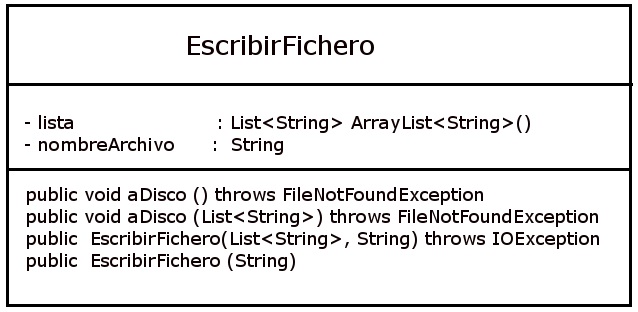 EscribirFichero
- lista : List<String> ArrayList<String>()
- nombreArchivo : String
public void aDisco () throws FileNotFoundException
public void aDisco (List<String>) throws FileNotFoundException
public EscribirFichero(List<String>, String) throws IOException
public EscribirFichero (String)